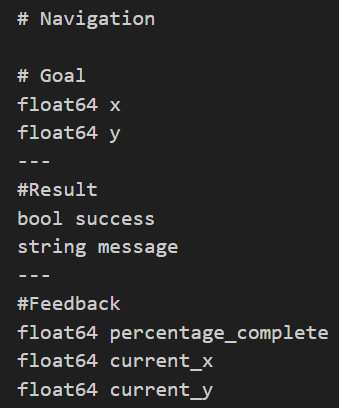 # Navigation

# Goal
float64 x
float64 y
---
#Result
bool success
string message
---
#Feedback
float64 percentage_complete
float64 current_x
float64 current_y